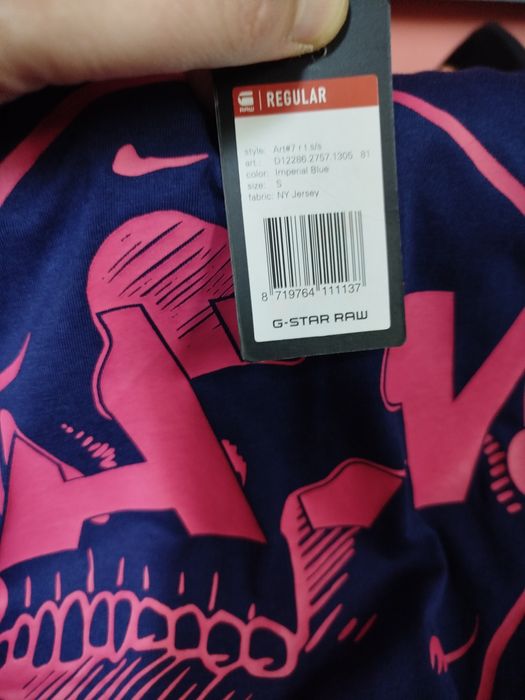 RAW
REGULAR
style: Art#7 r t s/s
art.: D12286.2757.1305 81
color: Imperial Blue
size: S
fabric: NY Jersey
8 719764 111137
G-STAR RAW